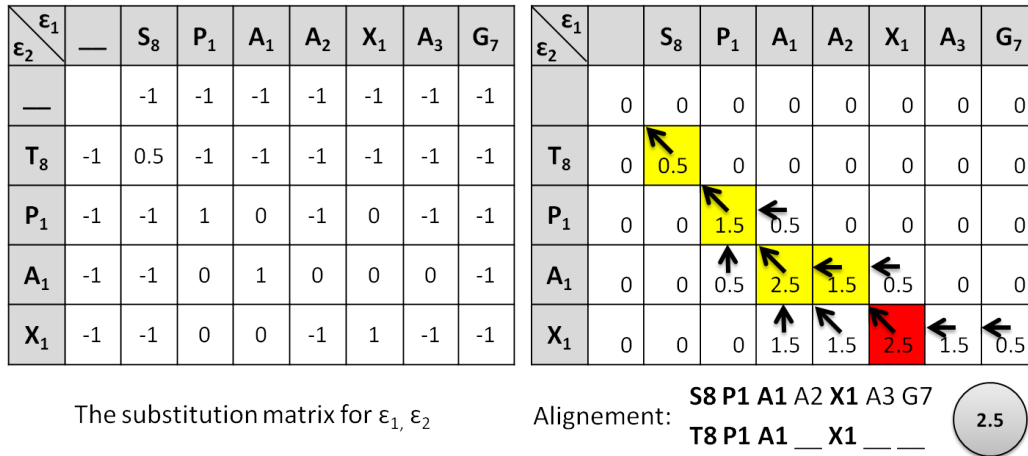 ε1 ε2 __ S8 P1 A1 A2 X1 A3 G7
__ -1 -1 -1 -1 -1 -1 -1
T8 -1 0.5 -1 -1 -1 -1 -1 -1
P1 -1 -1 1 0 -1 0 -1 -1
A1 -1 -1 0 1 0 0 0 -1
X1 -1 -1 0 0 -1 1 -1 -1
The substitution matrix for ε1, ε2
ε1 ε2 S8 P1 A1 A2 X1 A3 G7
0 0 0 0 0 0 0 0
T8 0 0.5 0 0 0 0 0 0
P1 0 0 1.5 0.5 0 0 0 0
A1 0 0 0.5 2.5 1.5 0.5 0 0
X1 0 0 0 1.5 1.5 2.5 1.5 0.5
Alignement:
S8 P1 A1 A2 X1 A3 G7
T8 P1 A1 __ X1 __ __
2.5